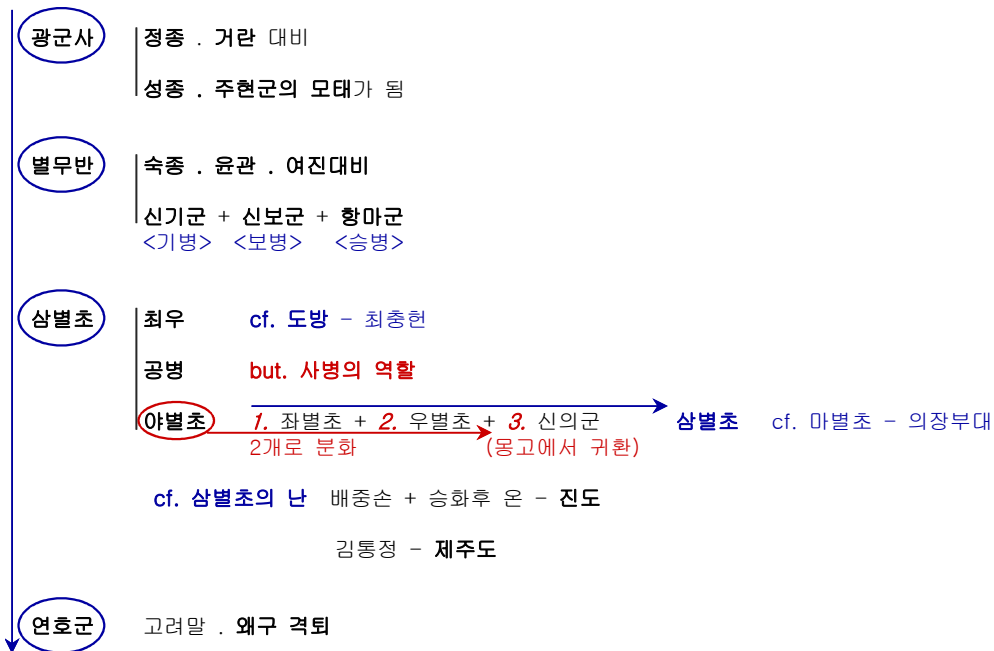 광군사 정종 . 거란 대비
성종 . 주현군의 모태가 됨
별무반 숙종 . 윤관 . 여진대비
신기군 + 신보군 + 항마군
<기병> <보병> <승병>
삼별초 최우 cf. 도방 - 최충헌
공병 but. 사병의 역할
야별초 1. 좌별초 + 2. 우별초 + 3. 신의군 삼별초 cf. 마별초 - 의장부대
2개로 분화 (몽고에서 귀환)
cf. 삼별초의 난 배중손 + 승화후 온 - 진도
김통정 - 제주도
연호군 고려말 . 왜구 격퇴